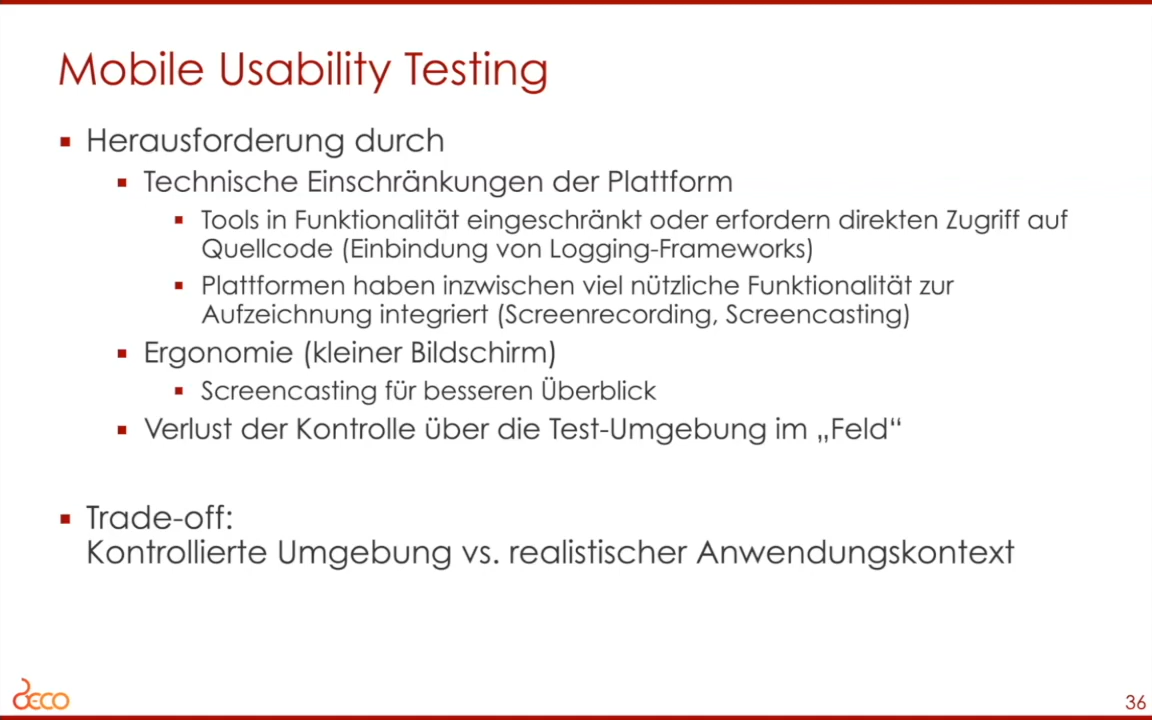 Mobile Usability Testing
Herausforderung durch
Technische Einschränkungen der Plattform
Tools in Funktionalität eingeschränkt oder erfordern direkten Zugriff auf
Quellcode (Einbindung von Logging-Frameworks)
Plattformen haben inzwischen viel nützliche Funktionalität zur
Aufzeichnung integriert (Screenrecording, Screencasting)
Ergonomie (kleiner Bildschirm)
Screencasting für besseren Überblick
Verlust der Kontrolle über die Test-Umgebung im „Feld“
Trade-off:
Kontrollierte Umgebung vs. realistischer Anwendungskontext
DECO
36